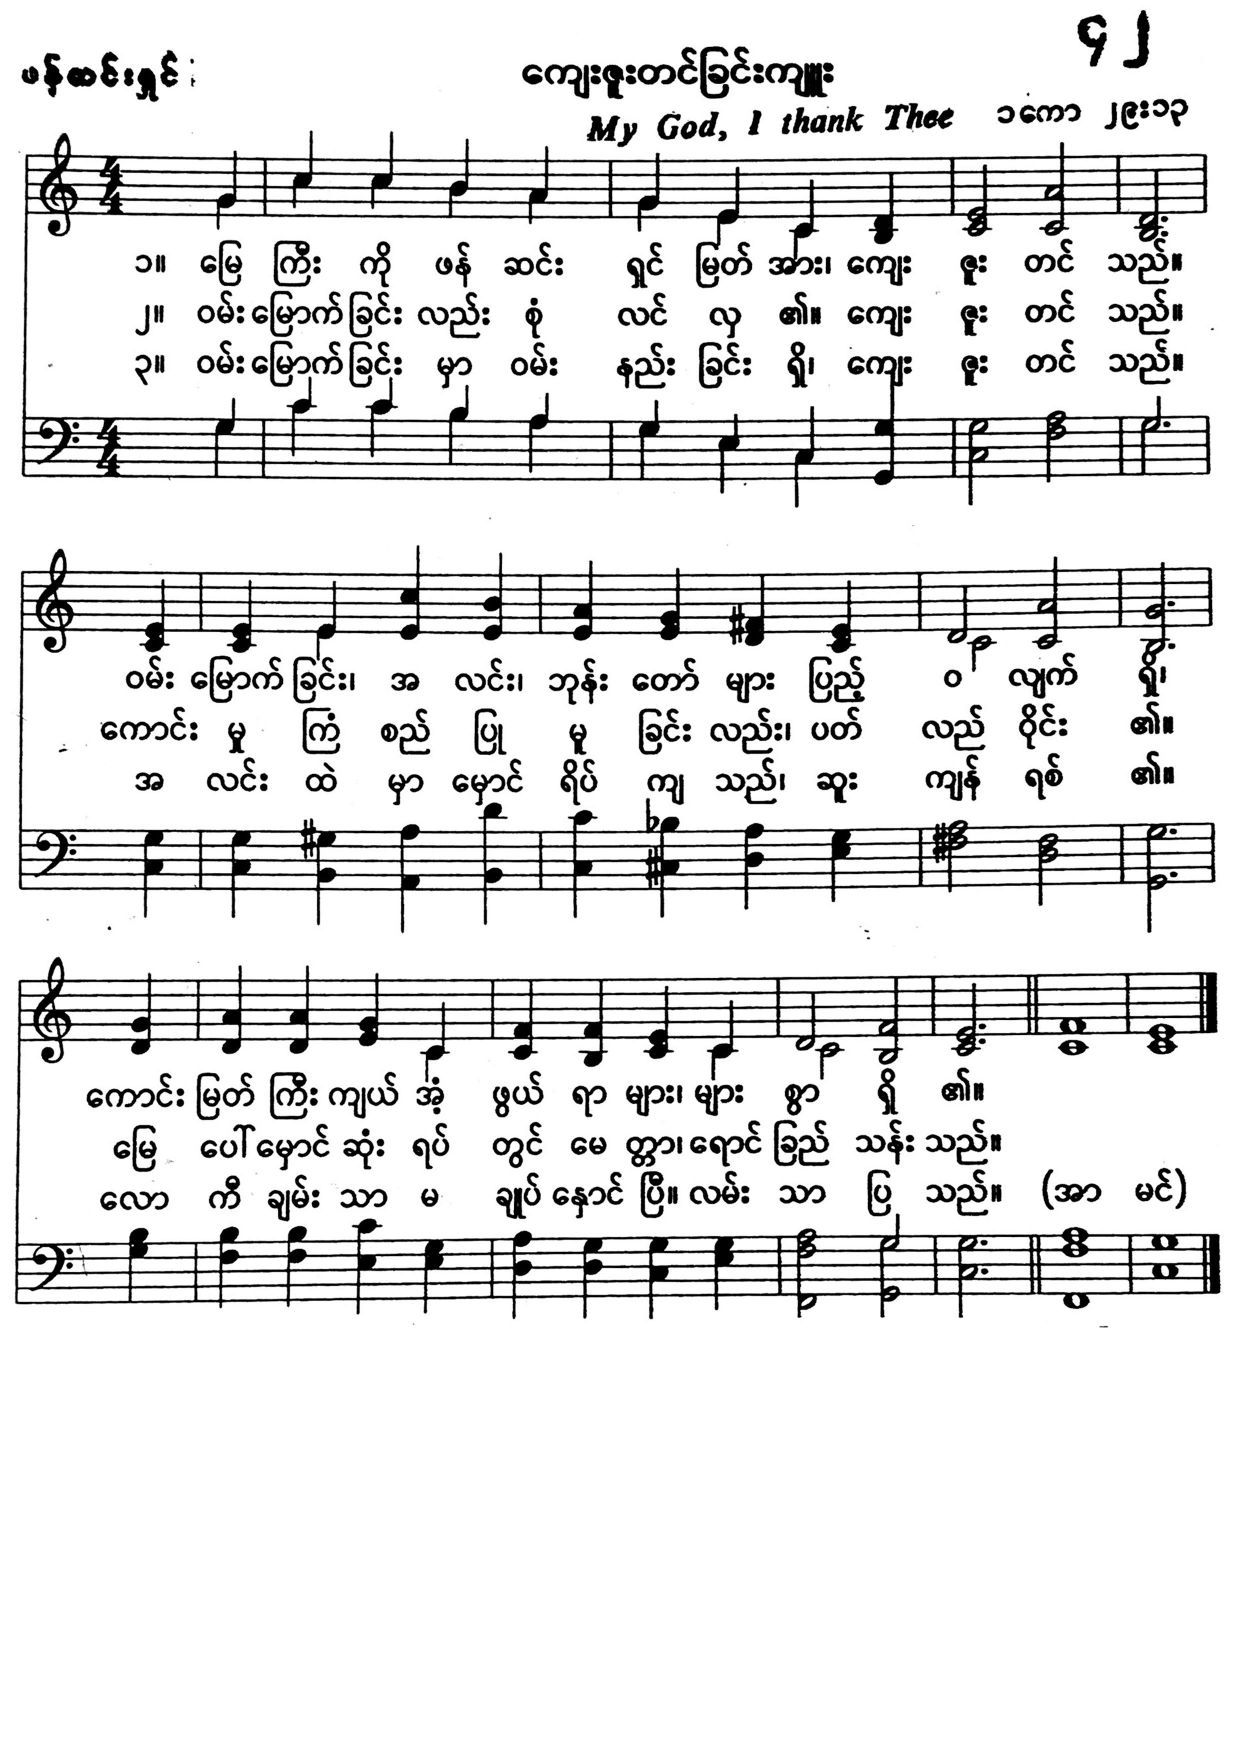 ၄၂
ဖန်ဆင်းရှင် ကျေးဇူးတင်ခြင်းကျူး
My God, I thank Thee ၁ကော ၂၉း၁၃
၁။ မြေ ကြီး ကို ဖန် ဆင်း ရှင် မြတ် အား၊ ကျေး ဇူး တင် သည်။
၂။ ဝမ်း မြောက် ခြင်း လည်း စုံ လင် လှ ၏။ ကျေး ဇူး တင် သည်။
၃။ ဝမ်း မြောက် ခြင်း မှာ ဝမ်း နည်း ခြင်း ရှိ၊ ကျေး ဇူး တင် သည်။
ဝမ်း မြောက် ခြင်း၊ အ လင်း၊ ဘုန်း တော် များ ပြည့် ဝ လျက် ရှိ၊
ကောင်း မှု ကြံ စည် ပြု မူ ခြင်း လည်း၊ ပတ် လည် ဝိုင်း ၏။
အ လင်း ထဲ မှာ မှောင် ရိပ် ကျ သည်၊ ဆူး ကျန် ရစ် ၏။
ကောင်း မြတ် ကြီး ကျယ် အံ့ ဖွယ် ရာ များ၊ များ စွာ ရှိ ၏။
မြေ ပေါ် မှောင် ဆုံး ရပ် တွင် မေ တ္တာ၊ ရောင် ခြည် သန်း သည်။
လော ကီ ချမ်း သာ မ ချုပ် နှောင် ပြီ။ လမ်း သာ ပြ သည်။ (အာ မင်)